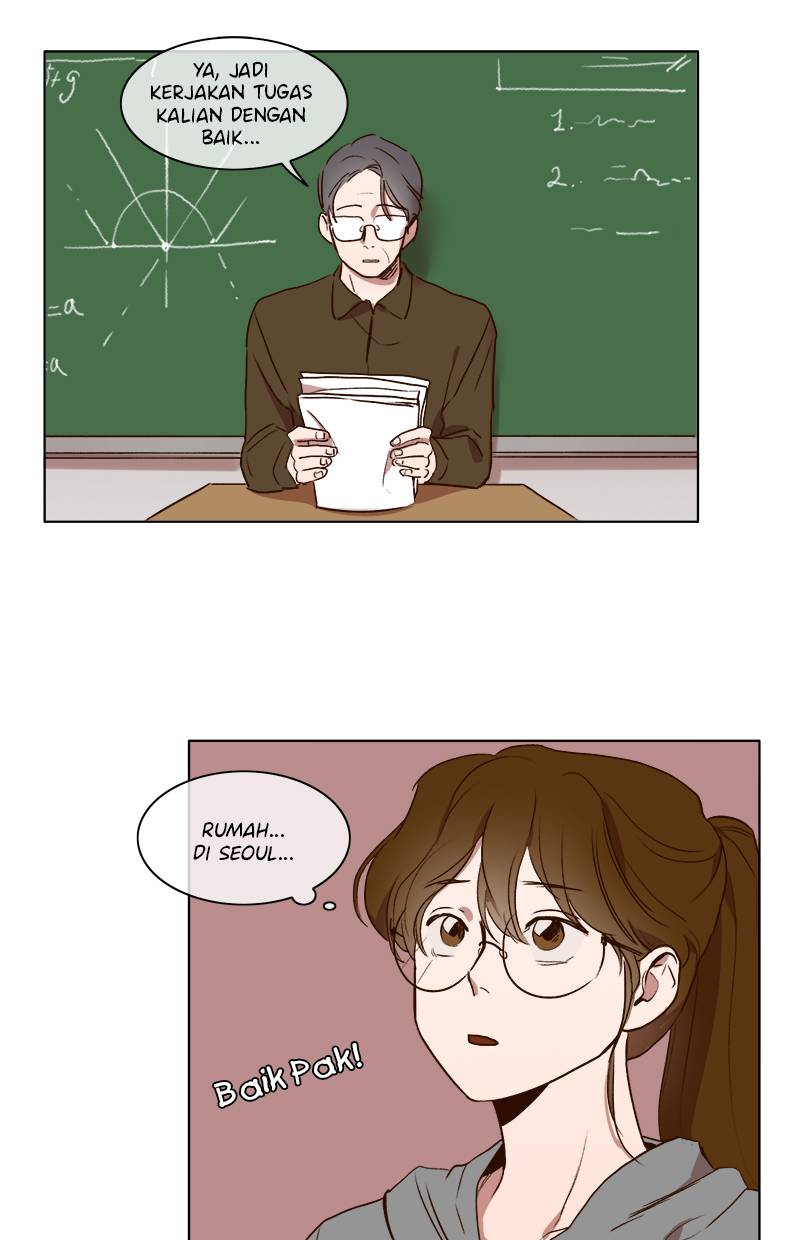 YA, JADI
KERJAKAN TUGAS
KALIAN DENGAN
BAIK...
t+g
1.
2.
=a
:a
RUMAH...
DI SEOUL...
Baik Pak!